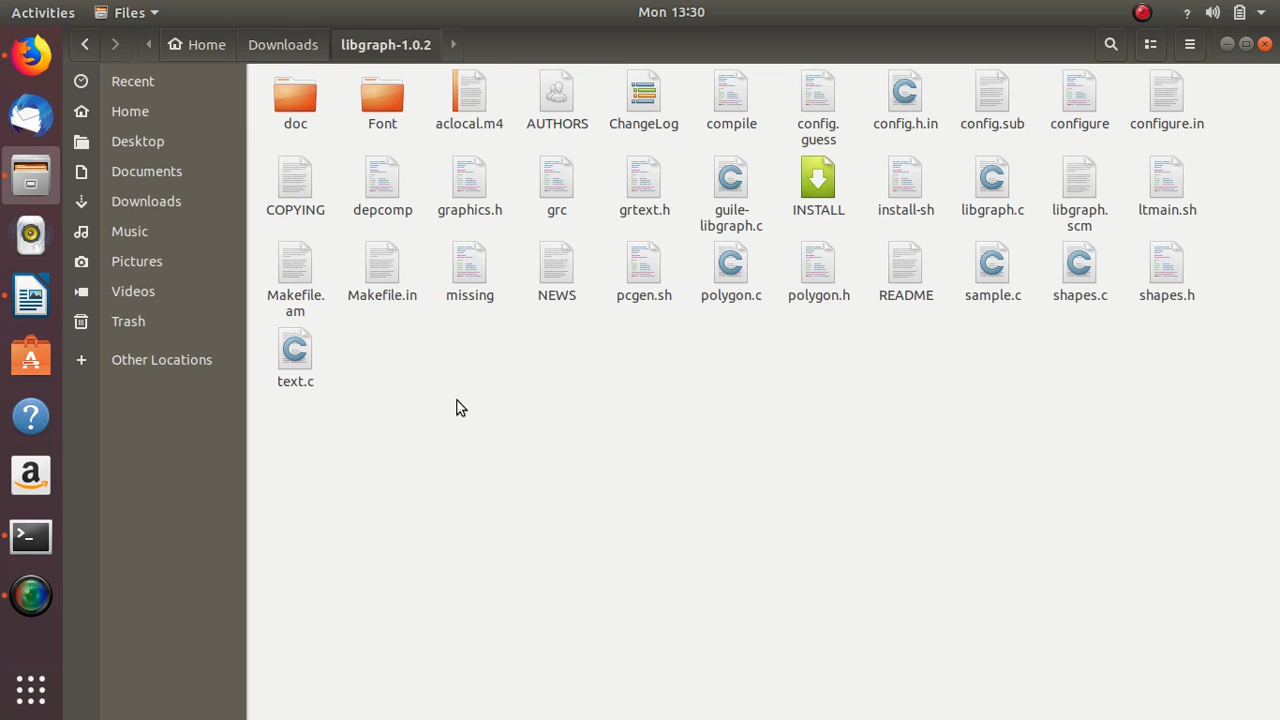 Activities Files Mon 13:30
Home Downloads libgraph-1.0.2
Recent
Home
Desktop
Documents
Downloads
Music
Pictures
Videos
Trash
+ Other Locations
doc Font aclocal.m4 AUTHORS ChangeLog compile config. config.h.in config.sub configure configure.in
guess
COPYING depcomp graphics.h grc grtext.h guile- INSTALL install-sh libgraph.c libgraph. ltmain.sh
libgraph.c scm
Makefile. Makefile.in missing NEWS pcgen.sh polygon.c polygon.h README sample.c shapes.c shapes.h
am
text.c